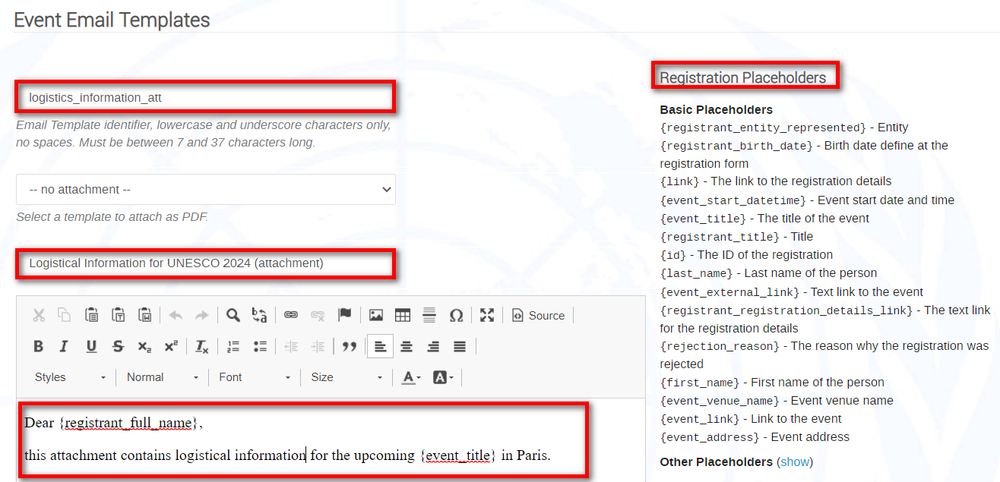 Event Email Templates
logistics_information_att
Email Template identifier, lowercase and underscore characters only,
no spaces. Must be between 7 and 37 characters long.
-- no attachment --
Select a template to attach as PDF.
Logistical Information for UNESCO 2024 (attachment)
Source
Styles Normal Font Size
Dear {registrant_full_name},
this attachment contains logistical information for the upcoming {event_title} in Paris.
Registration Placeholders
Basic Placeholders
{registrant_entity_represented} - Entity
{registrant_birth_date} - Birth date define at the
registration form
{link} - The link to the registration details
{event_start_datetime} - Event start date and time
{event_title} - The title of the event
{registrant_title} - Title
{id} - The ID of the registration
{last_name} - Last name of the person
{event_external_link} - Text link to the event
{registrant_registration_details_link} - The text link
for the registration details
{rejection_reason} - The reason why the registration was
rejected
{first_name} - First name of the person
{event_venue_name} - Event venue name
{event_link} - Link to the event
{event_address} - Event address
Other Placeholders (show)